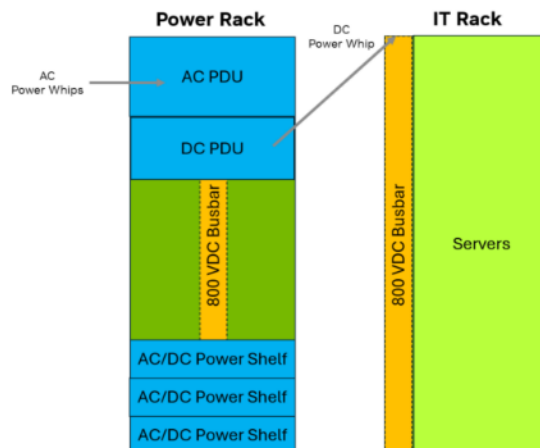 Power Rack
DC
Power Whip
IT Rack
AC
Power Whips
AC PDU
DC PDU
800 VDC Busbar
AC/DC Power Shelf
AC/DC Power Shelf
AC/DC Power Shelf
800 VDC Busbar
Servers